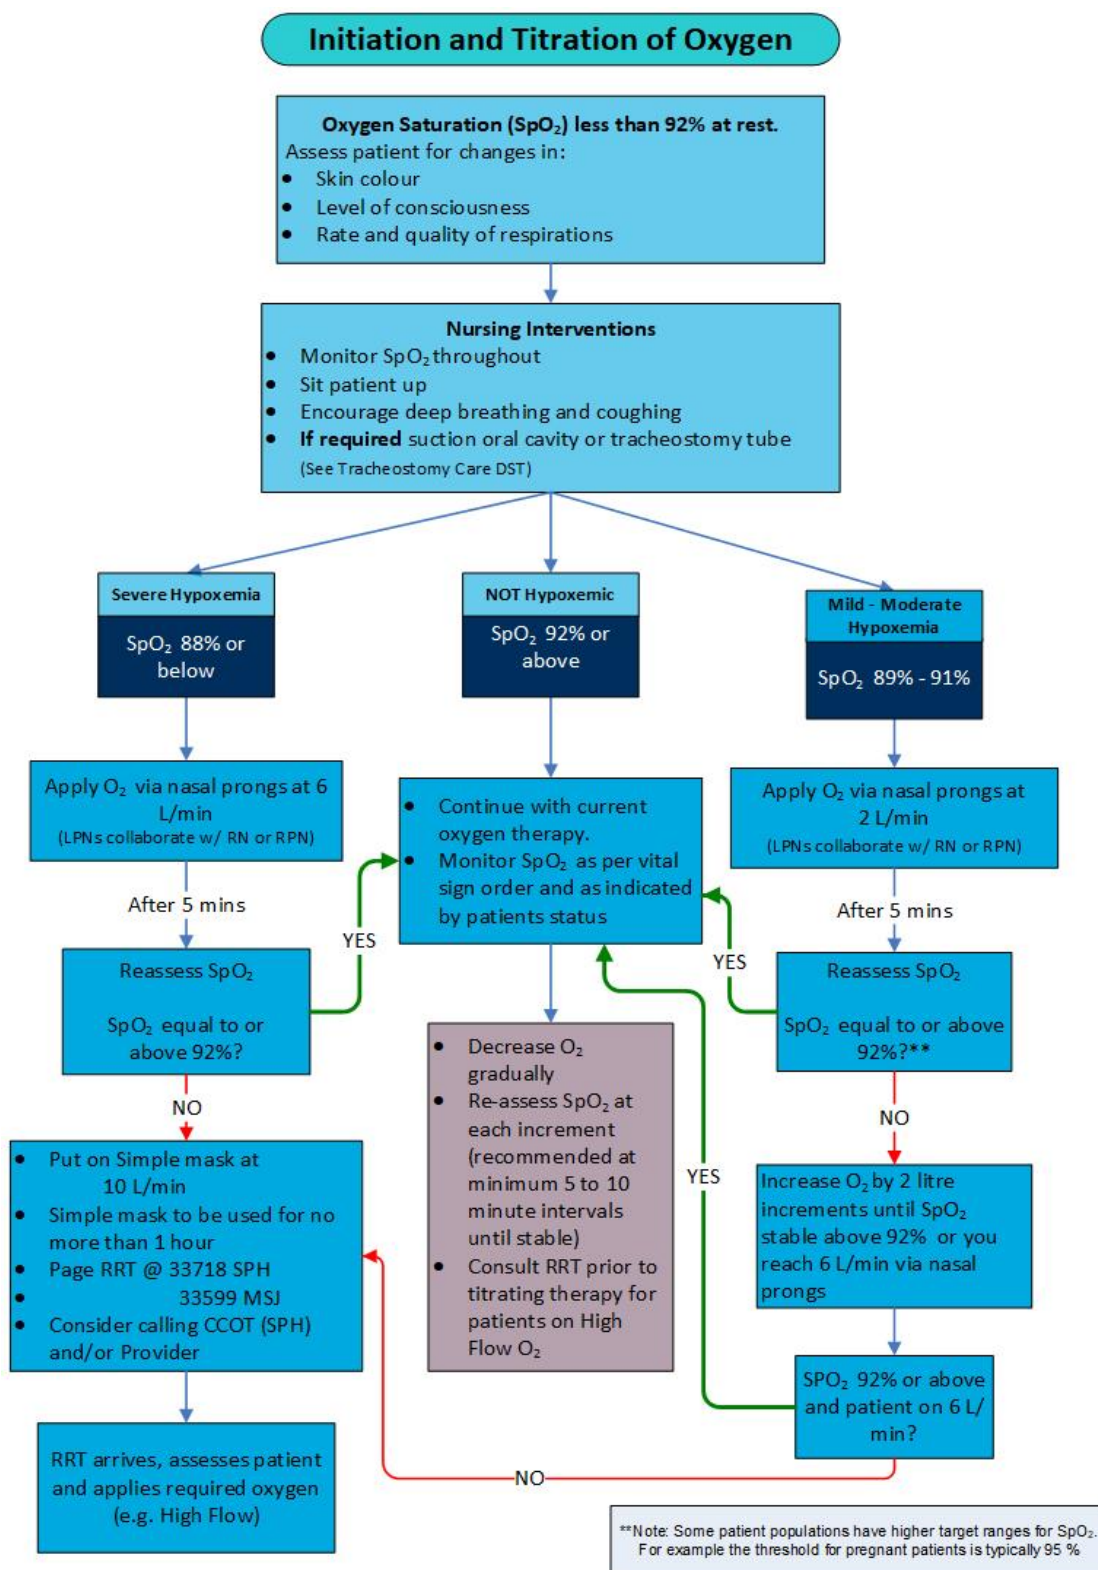 Initiation and Titration of Oxygen
Oxygen Saturation (SpO₂) less than 92% at rest.
Assess patient for changes in:
• Skin colour
• Level of consciousness
• Rate and quality of respirations
Nursing Interventions
• Monitor SpO₂ throughout
• Sit patient up
• Encourage deep breathing and coughing
• If required suction oral cavity or tracheostomy tube
(See Tracheostomy Care DST)
Severe Hypoxemia
SpO₂ 88% or
below
NOT Hypoxemic
SpO₂ 92% or
above
Mild - Moderate
Hypoxemia
SpO₂ 89% - 91%
Apply O₂ via nasal prongs at 6
L/min
(LPNs collaborate w/ RN or RPN)
After 5 mins
Reassess SpO₂
SpO₂ equal to or
above 92%?
YES
NO
• Put on Simple mask at
10 L/min
• Simple mask to be used for no
more than 1 hour
• Page RRT @ 33718 SPH
• 33599 MSJ
• Consider calling CCOT (SPH)
and/or Provider
RRT arrives, assesses patient
and applies required oxygen
(e.g. High Flow)
• Continue with current
oxygen therapy.
• Monitor SpO₂ as per vital
sign order and as indicated
by patients status
• Decrease O₂
gradually
• Re-assess SpO₂ at
each increment
(recommended at
minimum 5 to 10
minute intervals
until stable)
• Consult RRT prior to
titrating therapy for
patients on High
Flow O₂
Apply O₂ via nasal prongs at
2 L/min
(LPNs collaborate w/ RN or RPN)
After 5 mins
YES
Reassess SpO₂
SpO₂ equal to or above
92%?**
NO
Increase O₂ by 2 litre
increments until SpO₂
stable above 92% or you
reach 6 L/min via nasal
prongs
YES
SPO₂ 92% or above
and patient on 6 L/
min?
NO
**Note: Some patient populations have higher target ranges for SpO₂.
For example the threshold for pregnant patients is typically 95 %